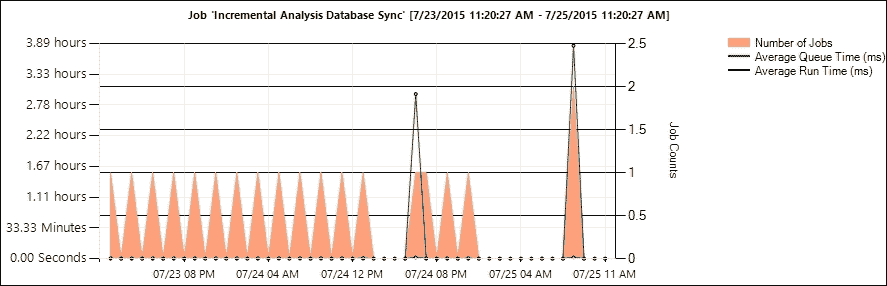 Job 'Incremental Analysis Database Sync' [7/23/2015 11:20:27 AM - 7/25/2015 11:20:27 AM]
3.89 hours
3.33 hours
2.78 hours
2.22 hours
1.67 hours
1.11 hours
33.33 Minutes
0.00 Seconds
2.5
2
1.5
1
0.5
0
Job Counts
07/23 08 PM
07/24 04 AM
07/24 12 PM
07/24 08 PM
07/25 04 AM
07/25 11 AM
Number of Jobs
Average Queue Time (ms)
Average Run Time (ms)